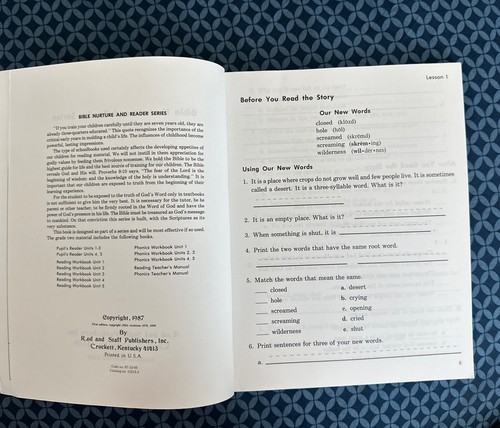 BIBLE NURTURE AND READER SERIES
"If you train your children carefully until they are seven years old, they are
already three-quarters educated." This quote recognizes the importance of the
critical early years in molding a child's life. The influences of childhood become
powerful, lasting impressions.
The type of schoolbooks used certainly affects the developing appetites of
our children for reading material. We will not instill in them appreciation for
godly values by feeding them frivolous nonsense. We hold the Bible to be the
highest guide for life and the best source of training for our children. The Bible
reveals God and His will. Proverbs 9:10 says, "The fear of the Lord is the
beginning of wisdom: and the knowledge of the holy is understanding." It is
important that our children are exposed to truth from the beginning of their
learning experience.
For the student to be exposed to the truth of God's Word only in textbooks
is not sufficient to give him the very best. It is necessary for the tutor, be he
parent or other teacher, to be firmly rooted in the Word of God and have the
power of God's presence in his life. The Bible must be treasured as God's message
to mankind. On that conviction this series is built, with the Scriptures as its
very substance.
This book is designed as part of a series and will be most effective if so used.
The grade two material includes the following books.
Pupil's Reader Units 1-3
Pupil's Reader Units 4, 5
Reading Workbook Unit 1
Reading Workbook Unit 2
Reading Workbook Unit 3
Reading Workbook Unit 4
Reading Workbook Unit 5
Phonics Workbook Unit 1
Phonics Workbook Units 2, 3
Phonics Workbook Units 4, 5
Reading Teacher's Manual
Phonics Teacher's Manual
Copyright, 1987
By
Rod and Staff Publishers, Inc.
Crockett, Kentucky 41413
Printed in U.S.A.
Lesson 1
Before You Read the Story
Our New Words
closed (klōzd)
hole (hōl)
screamed (skrēmd)
screaming (skrēm•ing)
wilderness (wil•dėr•nis)
Using Our New Words
1. It is a place where crops do not grow well and few people live. It is sometimes
called a desert. It is a three-syllable word. What is it?
2. It is an empty place. What is it?
3. When something is shut, it is
4. Print the two words that have the same root word.
5. Match the words that mean the same.
closed a. desert
hole b. crying
screamed c. opening
screaming d. cried
wilderness e. shut
6. Print sentences for three of your new words.
a.